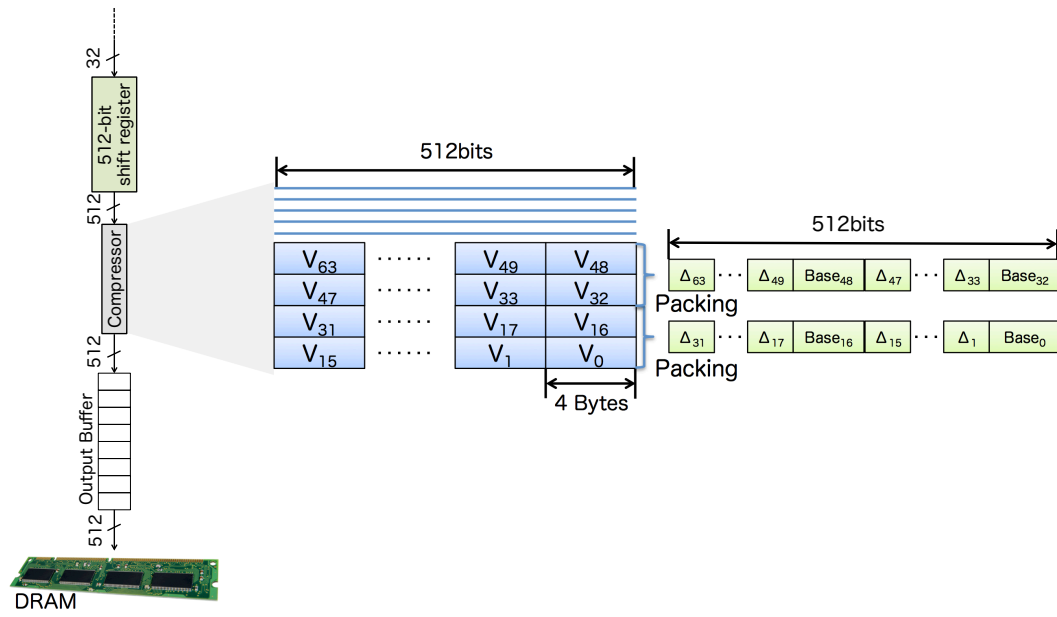 32
512-bit
shift register
512
Compressor
512
Output Buffer
512
DRAM
512bits
V63 ······ V49 V48
V47 ······ V33 V32
V31 ······ V17 V16
V15 ······ V1 V0
4 Bytes
Packing
Packing
512bits
Δ63 ··· Δ49 Base48 Δ47 ··· Δ33 Base32
Δ31 ··· Δ17 Base16 Δ15 ··· Δ1 Base0